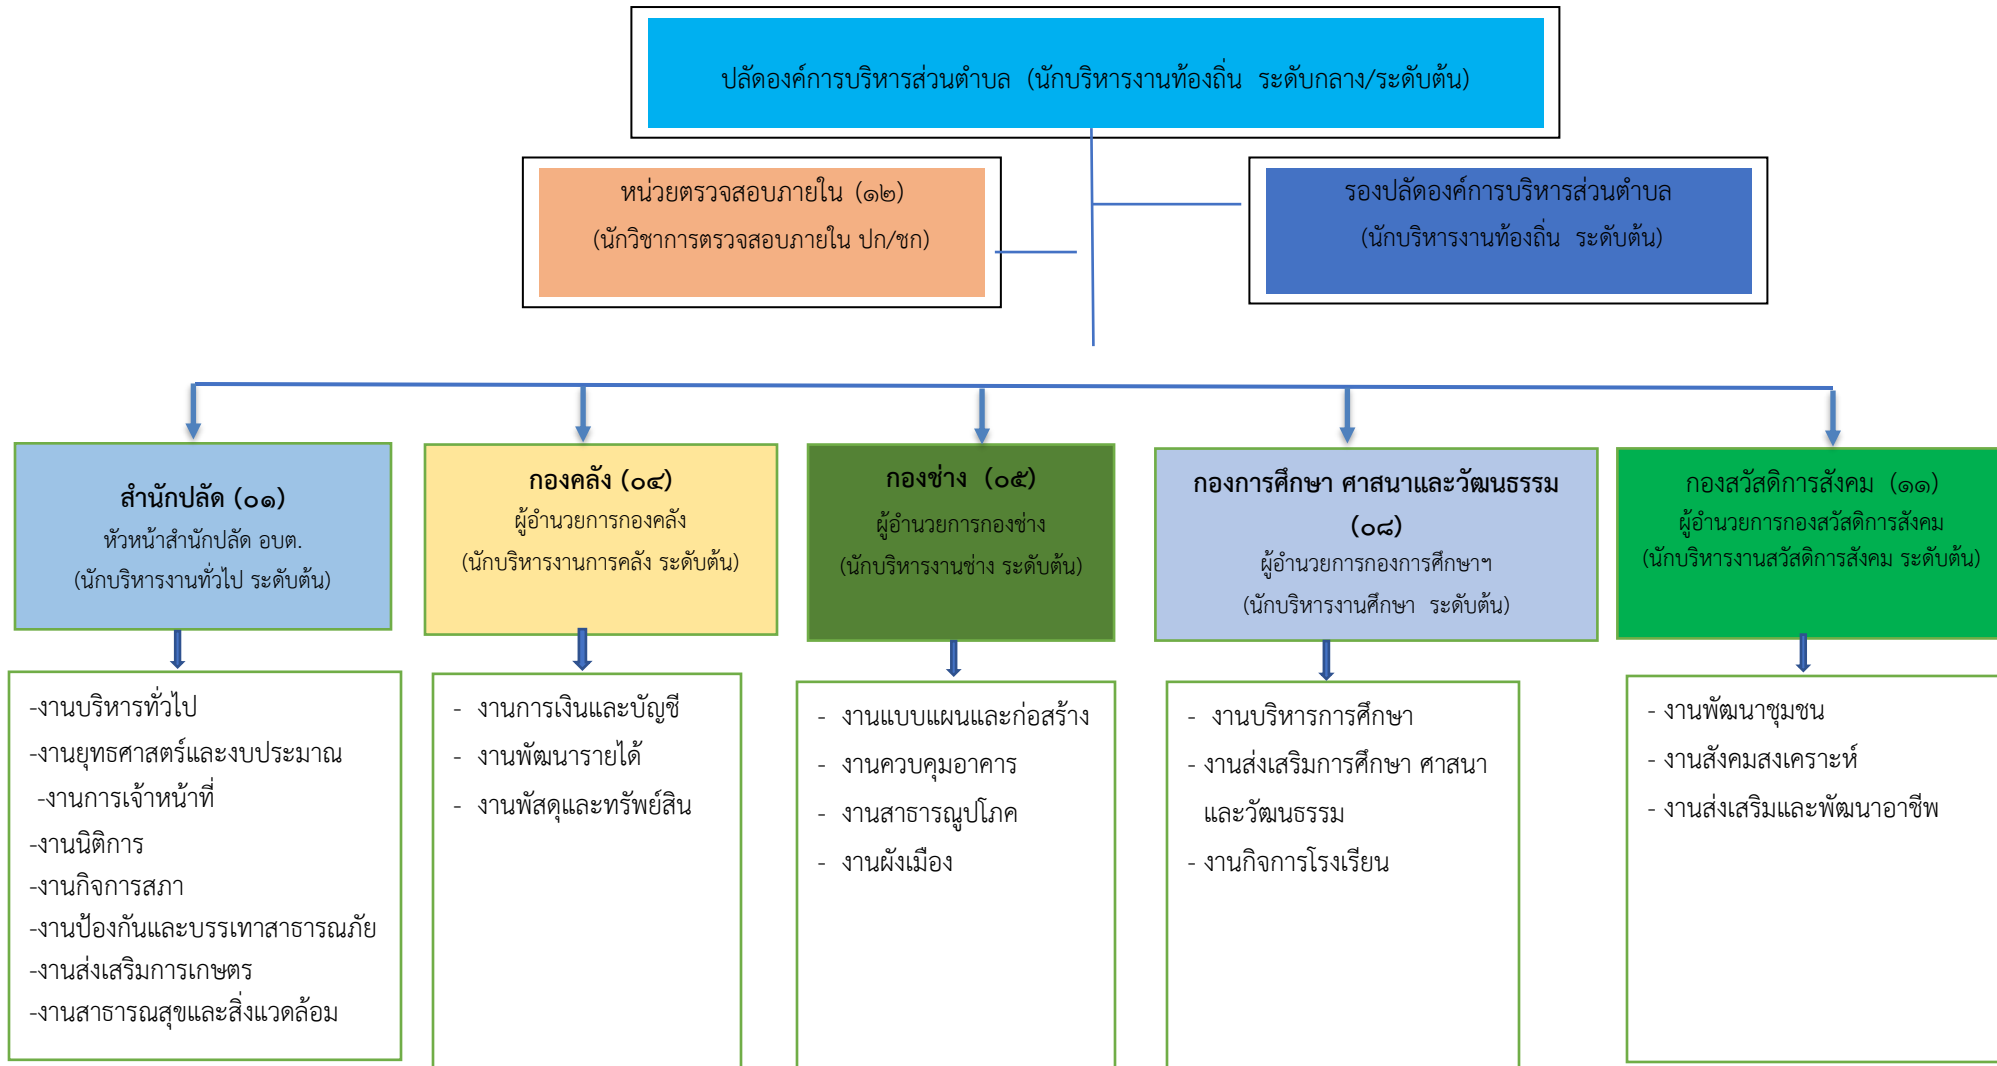 ปลัดองค์การบริหารส่วนตำบล (นักบริหารงานท้องถิ่น ระดับกลาง/ระดับต้น)
หน่วยตรวจสอบภายใน (๑๒)
(นักวิชาการตรวจสอบภายใน ปก/ชก)
รองปลัดองค์การบริหารส่วนตำบล
(นักบริหารงานท้องถิ่น ระดับต้น)
สำนักปลัด (๐๑)
หัวหน้าสำนักปลัด อบต.
(นักบริหารงานทั่วไป ระดับต้น)
กองคลัง (๐๔)
ผู้อำนวยการกองคลัง
(นักบริหารงานการคลัง ระดับต้น)
กองช่าง (๐๕)
ผู้อำนวยการกองช่าง
(นักบริหารงานช่าง ระดับต้น)
กองการศึกษา ศาสนาและวัฒนธรรม
(๐๘)
ผู้อำนวยการกองการศึกษาฯ
(นักบริหารงานศึกษา ระดับต้น)
กองสวัสดิการสังคม (๑๑)
ผู้อำนวยการกองสวัสดิการสังคม
(นักบริหารงานสวัสดิการสังคม ระดับต้น)
-งานบริหารทั่วไป
-งานยุทธศาสตร์และงบประมาณ
-งานการเจ้าหน้าที่
-งานนิติการ
-งานกิจการสภา
-งานป้องกันและบรรเทาสาธารณภัย
-งานส่งเสริมการเกษตร
-งานสาธารณสุขและสิ่งแวดล้อม
- งานการเงินและบัญชี
- งานพัฒนารายได้
- งานพัสดุและทรัพย์สิน
- งานแบบแผนและก่อสร้าง
- งานควบคุมอาคาร
- งานสาธารณูปโภค
- งานผังเมือง
- งานบริหารการศึกษา
- งานส่งเสริมการศึกษา ศาสนา
และวัฒนธรรม
- งานกิจการโรงเรียน
- งานพัฒนาชุมชน
- งานสังคมสงเคราะห์
- งานส่งเสริมและพัฒนาอาชีพ